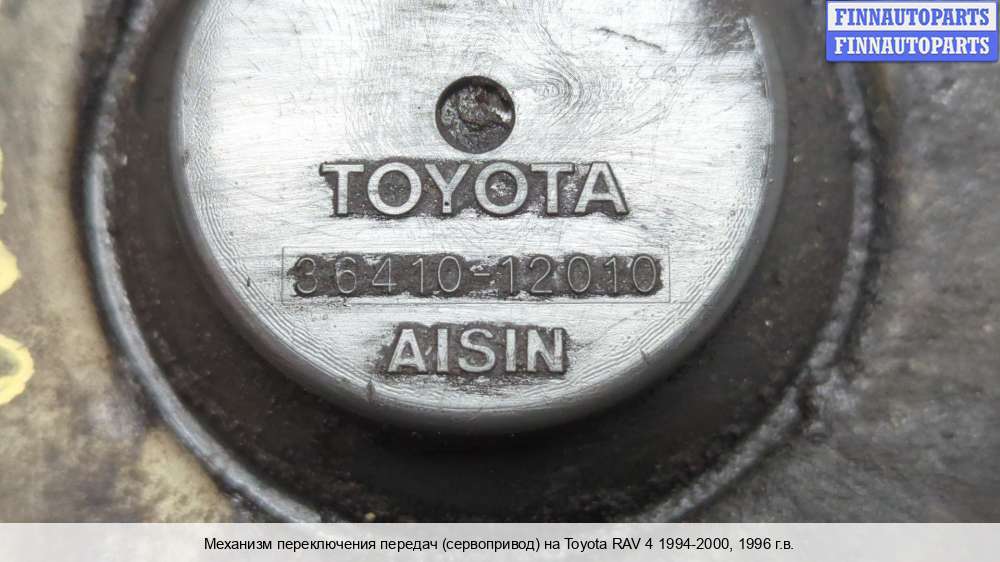 FINNAUTOPARTS
FINNAUTOPARTS
TOYOTA
36410-12010
AISIN
Механизм переключения передач (сервопривод) на Toyota RAV 4 1994-2000, 1996 г.в.